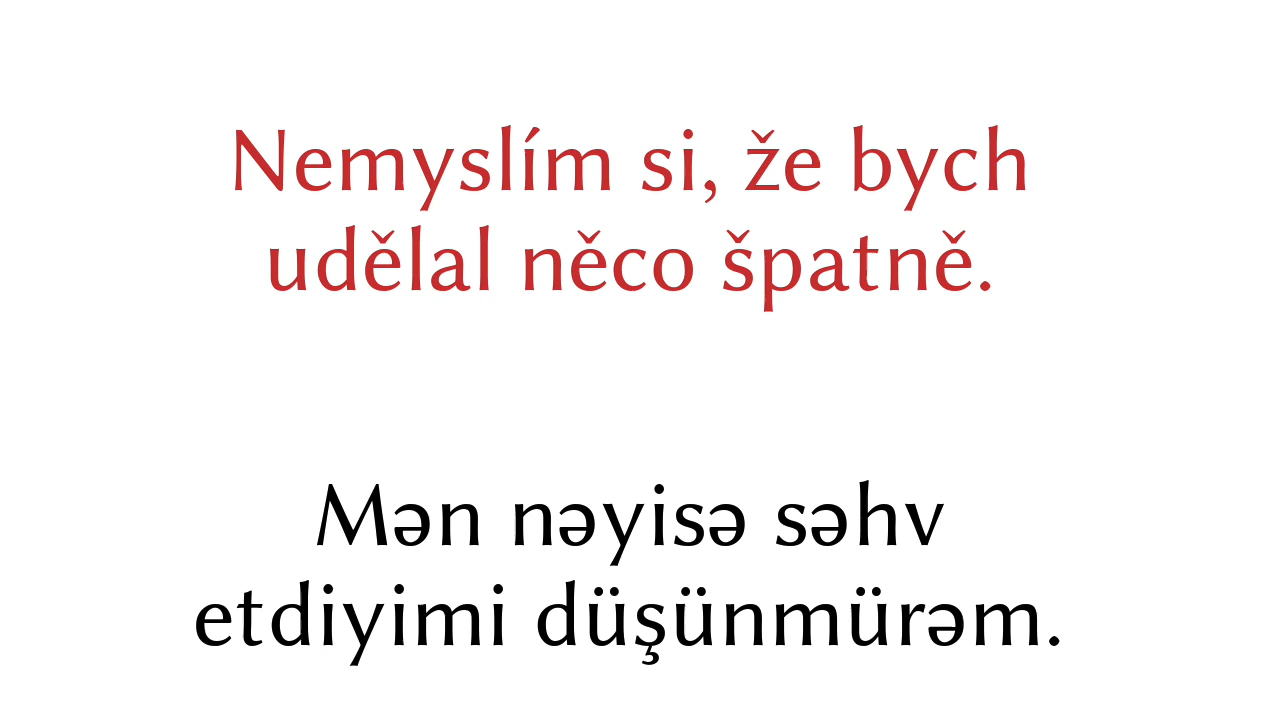 Nemyslím si, že bych
udělal něco špatně.
Mən nəyisə səhv
etdiyimi düşünmürəm.